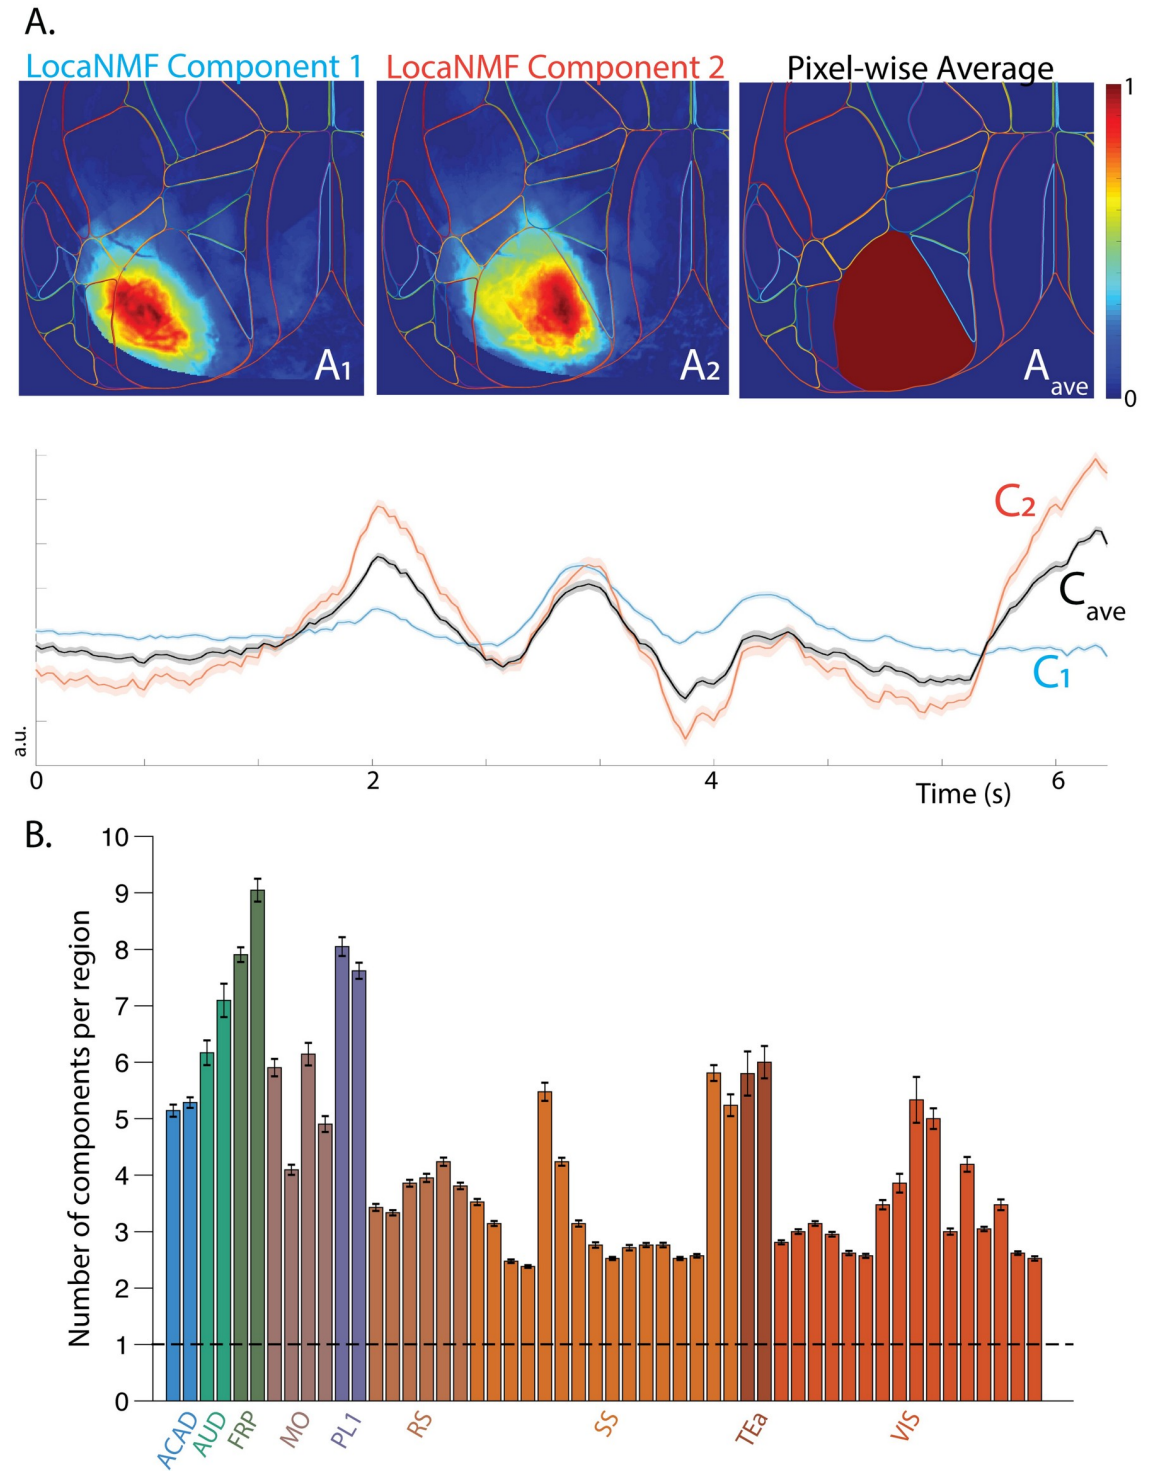 A.
LocaNMF Component 1
LocaNMF Component 2
Pixel-wise Average
1
A1
A2
A ave
0
C2
C ave
C1
a.u.
0
2
4
6
Time (s)
B.
10
9
8
7
6
5
4
3
2
1
0
Number of components per region
ACAD
AUD
FRP
MO
PL1
RS
SS
TEa
VIS